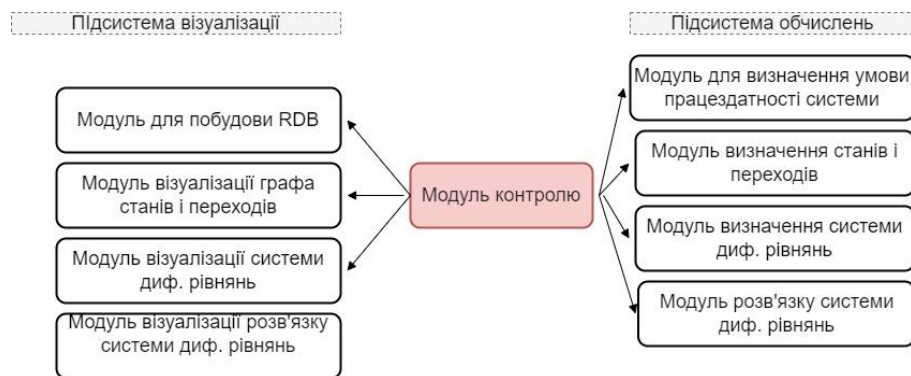 ПІдсистема візуалізації
Модуль для побудови RDB
Модуль візуалізації графа
станів і переходів
Модуль візуалізації системи
диф. рівнянь
Модуль візуалізації розв'язку
системи диф. рівнянь
Модуль контролю
Підсистема обчислень
Модуль для визначення умови
працездатності системи
Модуль визначення станів і
переходів
Модуль визначення системи
диф. рівнянь
Модуль розв'язку системи
диф. рівнянь